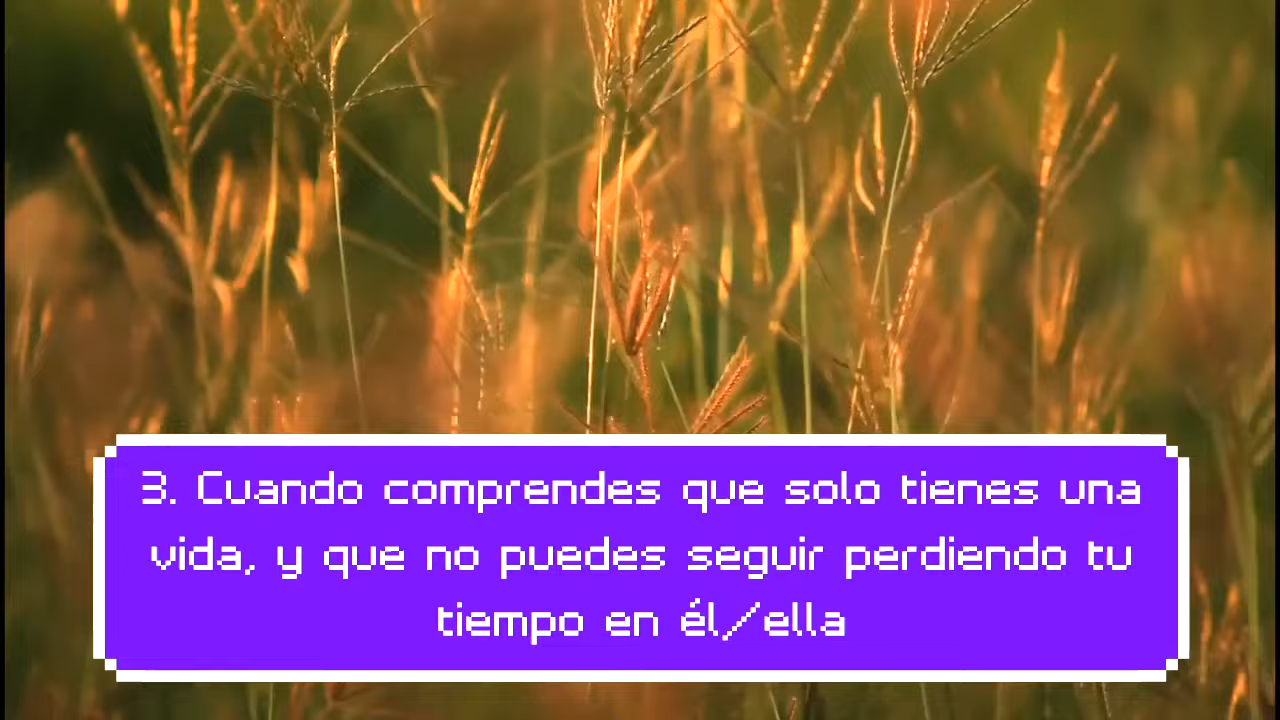 3. Cuando comprendes que solo tienes una
vida, y que no puedes seguir perdiendo tu
tiempo en él/ella